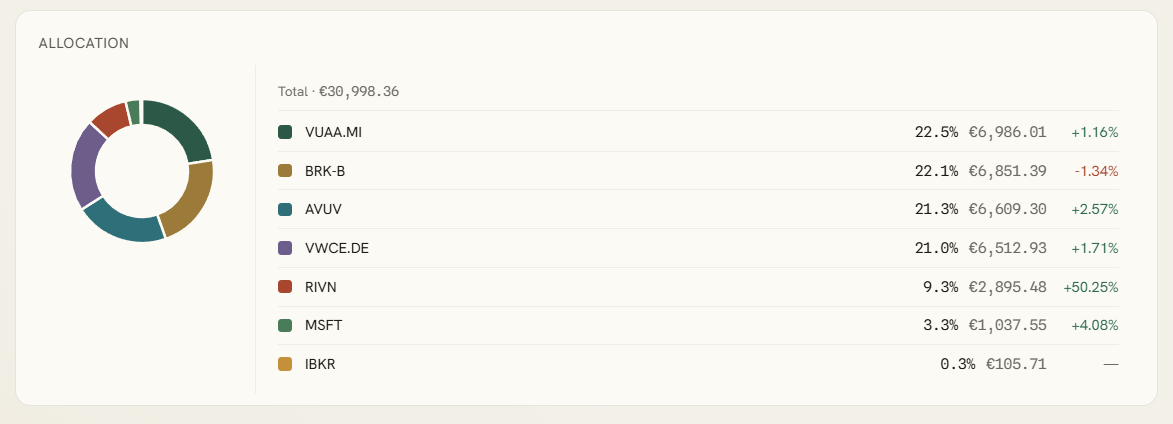 ALLOCATION
Total · €30,998.36
VUAA.MI 22.5% €6,986.01 +1.16%
BRK-B 22.1% €6,851.39 -1.34%
AVUV 21.3% €6,609.30 +2.57%
VWCE.DE 21.0% €6,512.93 +1.71%
RIVN 9.3% €2,895.48 +50.25%
MSFT 3.3% €1,037.55 +4.08%
IBKR 0.3% €105.71 —